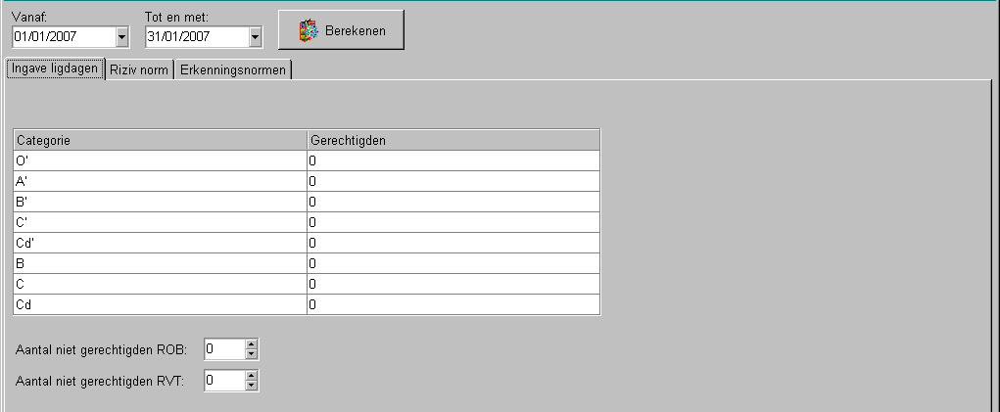 Vanaf: Tot en met:
01/01/2007 31/01/2007 Berekenen
Ingave ligdagen Riziv norm Erkenningsnormen
Categorie Gerechtigden
O' 0
A' 0
B' 0
C' 0
Cd' 0
B 0
C 0
Cd 0
Aantal niet gerechtigden ROB: 0
Aantal niet gerechtigden RVT: 0